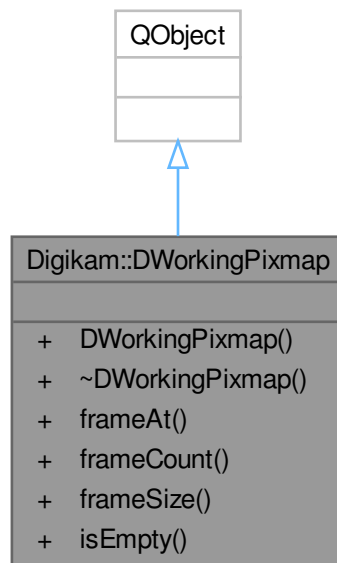 QObject
Digikam::DWorkingPixmap
+ DWorkingPixmap()
+ ~DWorkingPixmap()
+ frameAt()
+ frameCount()
+ frameSize()
+ isEmpty()